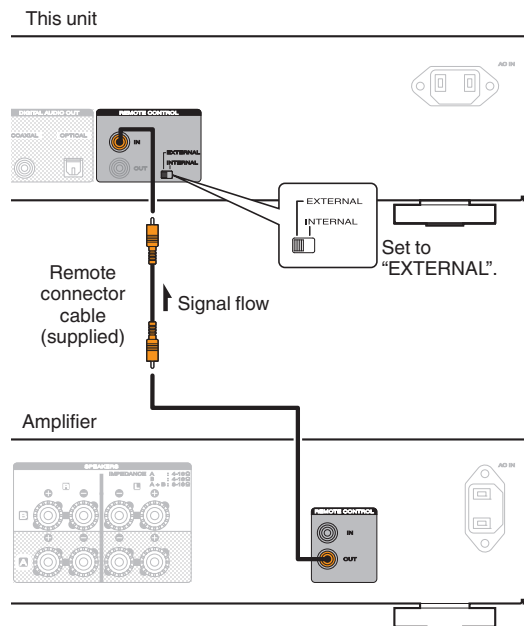 This unit
AC IN
DIGITAL AUDIO OUT
REMOTE CONTROL
COAXIAL
OPTICAL
IN
EXTERNAL
INTERNAL
OUT
EXTERNAL
INTERNAL
Set to
“EXTERNAL”.
Remote
connector
cable
(supplied)
Signal flow
Amplifier
SPEAKERS
IMPEDANCE A : 4-16Ω
B : 4-16Ω
A + B : 8-16Ω
R
L
B
A
AC IN
REMOTE CONTROL
IN
OUT